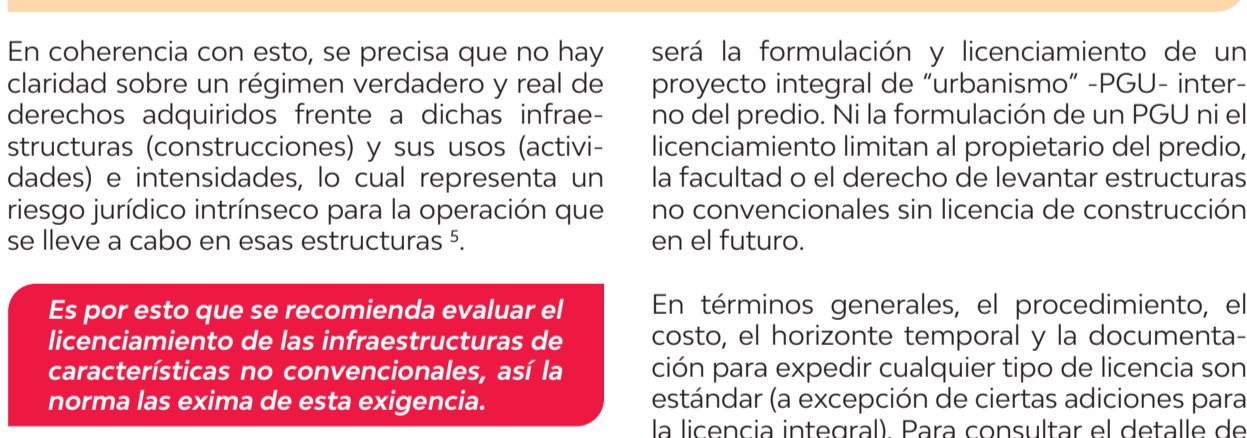 En coherencia con esto, se precisa que no hay
claridad sobre un régimen verdadero y real de
derechos adquiridos frente a dichas infrae-
structuras (construcciones) y sus usos (activi-
dades) e intensidades, lo cual representa un
riesgo jurídico intrínseco para la operación que
se lleve a cabo en esas estructuras ⁵.
Es por esto que se recomienda evaluar el
licenciamiento de las infraestructuras de
características no convencionales, así la
norma las exima de esta exigencia.
será la formulación y licenciamiento de un
proyecto integral de “urbanismo” -PGU- inter-
no del predio. Ni la formulación de un PGU ni el
licenciamiento limitan al propietario del predio,
la facultad o el derecho de levantar estructuras
no convencionales sin licencia de construcción
en el futuro.
En términos generales, el procedimiento, el
costo, el horizonte temporal y la documenta-
ción para expedir cualquier tipo de licencia son
estándar (a excepción de ciertas adiciones para
la licencia integral). Para consultar el detalle de